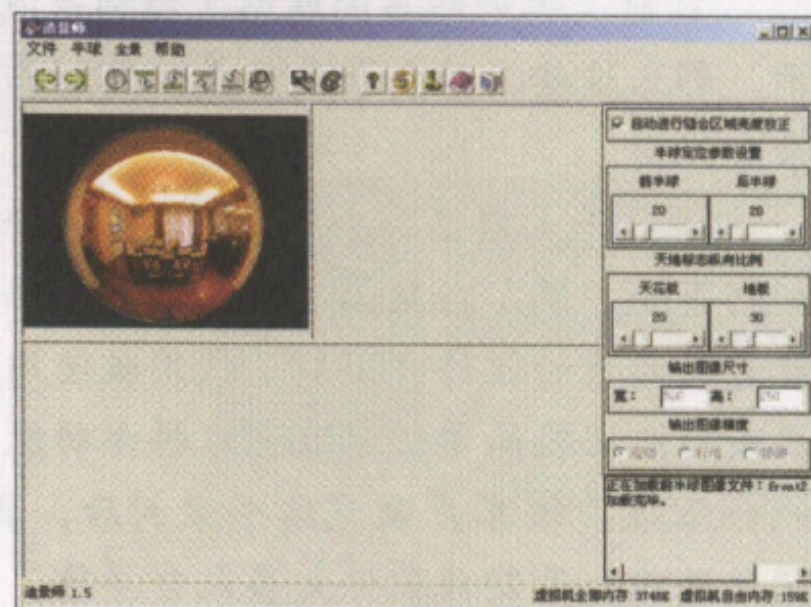 造景师
文件 半球 全景 帮助
自动进行缝合区域亮度校正
半球定位参数设置
前半球 后半球
20 20
天地标志纵向比例
天花板 地板
20 30
输出图像尺寸
宽: 高: 250
输出图像精度
正在加载前半球图像文件:front2
加载完毕。
造景师 1.5 虚拟机全部内存 3748K 虚拟机自由内存 159K